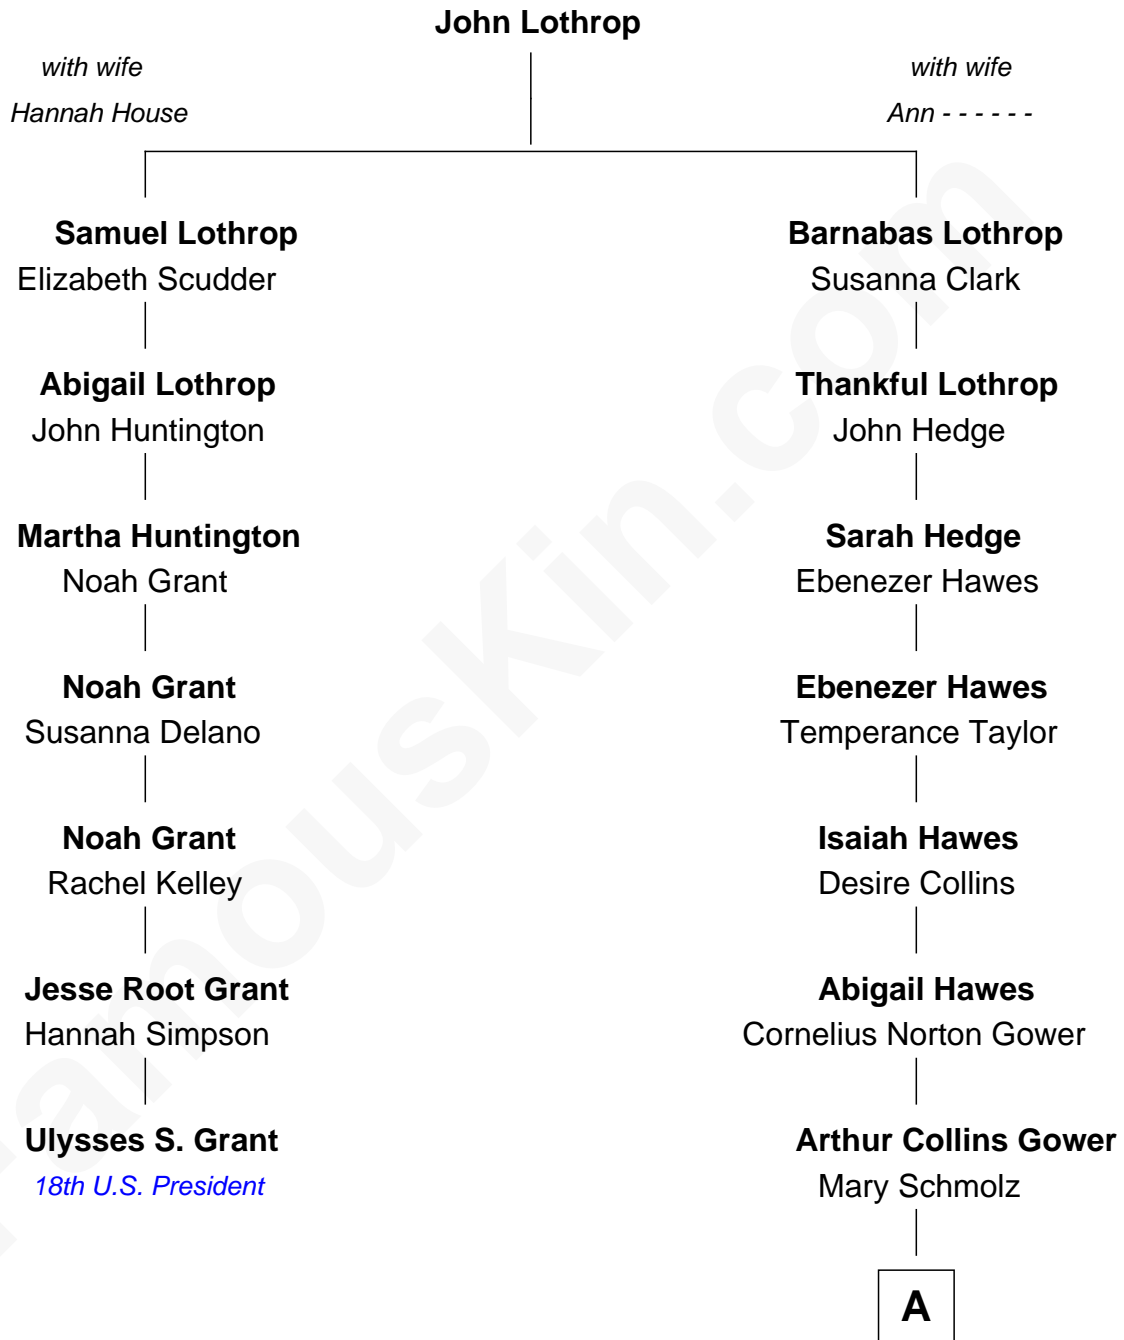 John Lothrop
with wife
Hannah House
with wife
Ann - - - - - -
Samuel Lothrop
Elizabeth Scudder
Barnabas Lothrop
Susanna Clark
Abigail Lothrop
John Huntington
Thankful Lothrop
John Hedge
Martha Huntington
Noah Grant
Sarah Hedge
Ebenezer Hawes
Noah Grant
Susanna Delano
Ebenezer Hawes
Temperance Taylor
Noah Grant
Rachel Kelley
Isaiah Hawes
Desire Collins
Jesse Root Grant
Hannah Simpson
Abigail Hawes
Cornelius Norton Gower
Ulysses S. Grant
18th U.S. President
Arthur Collins Gower
Mary Schmolz
A
FamousKin.com